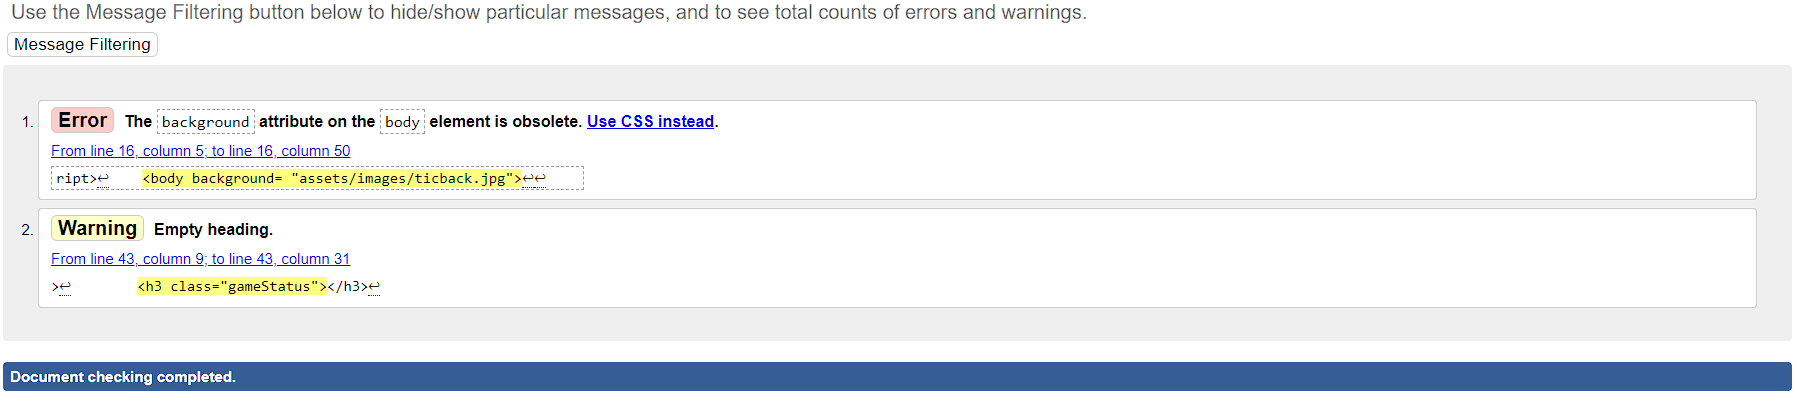 Use the Message Filtering button below to hide/show particular messages, and to see total counts of errors and warnings.
Message Filtering
1. Error The background attribute on the body element is obsolete. Use CSS instead.
From line 16, column 5; to line 16, column 50
ript>↩ <body background= "assets/images/ticback.jpg">↩↩
2. Warning Empty heading.
From line 43, column 9; to line 43, column 31
>↩ <h3 class="gameStatus"></h3>↩
Document checking completed.